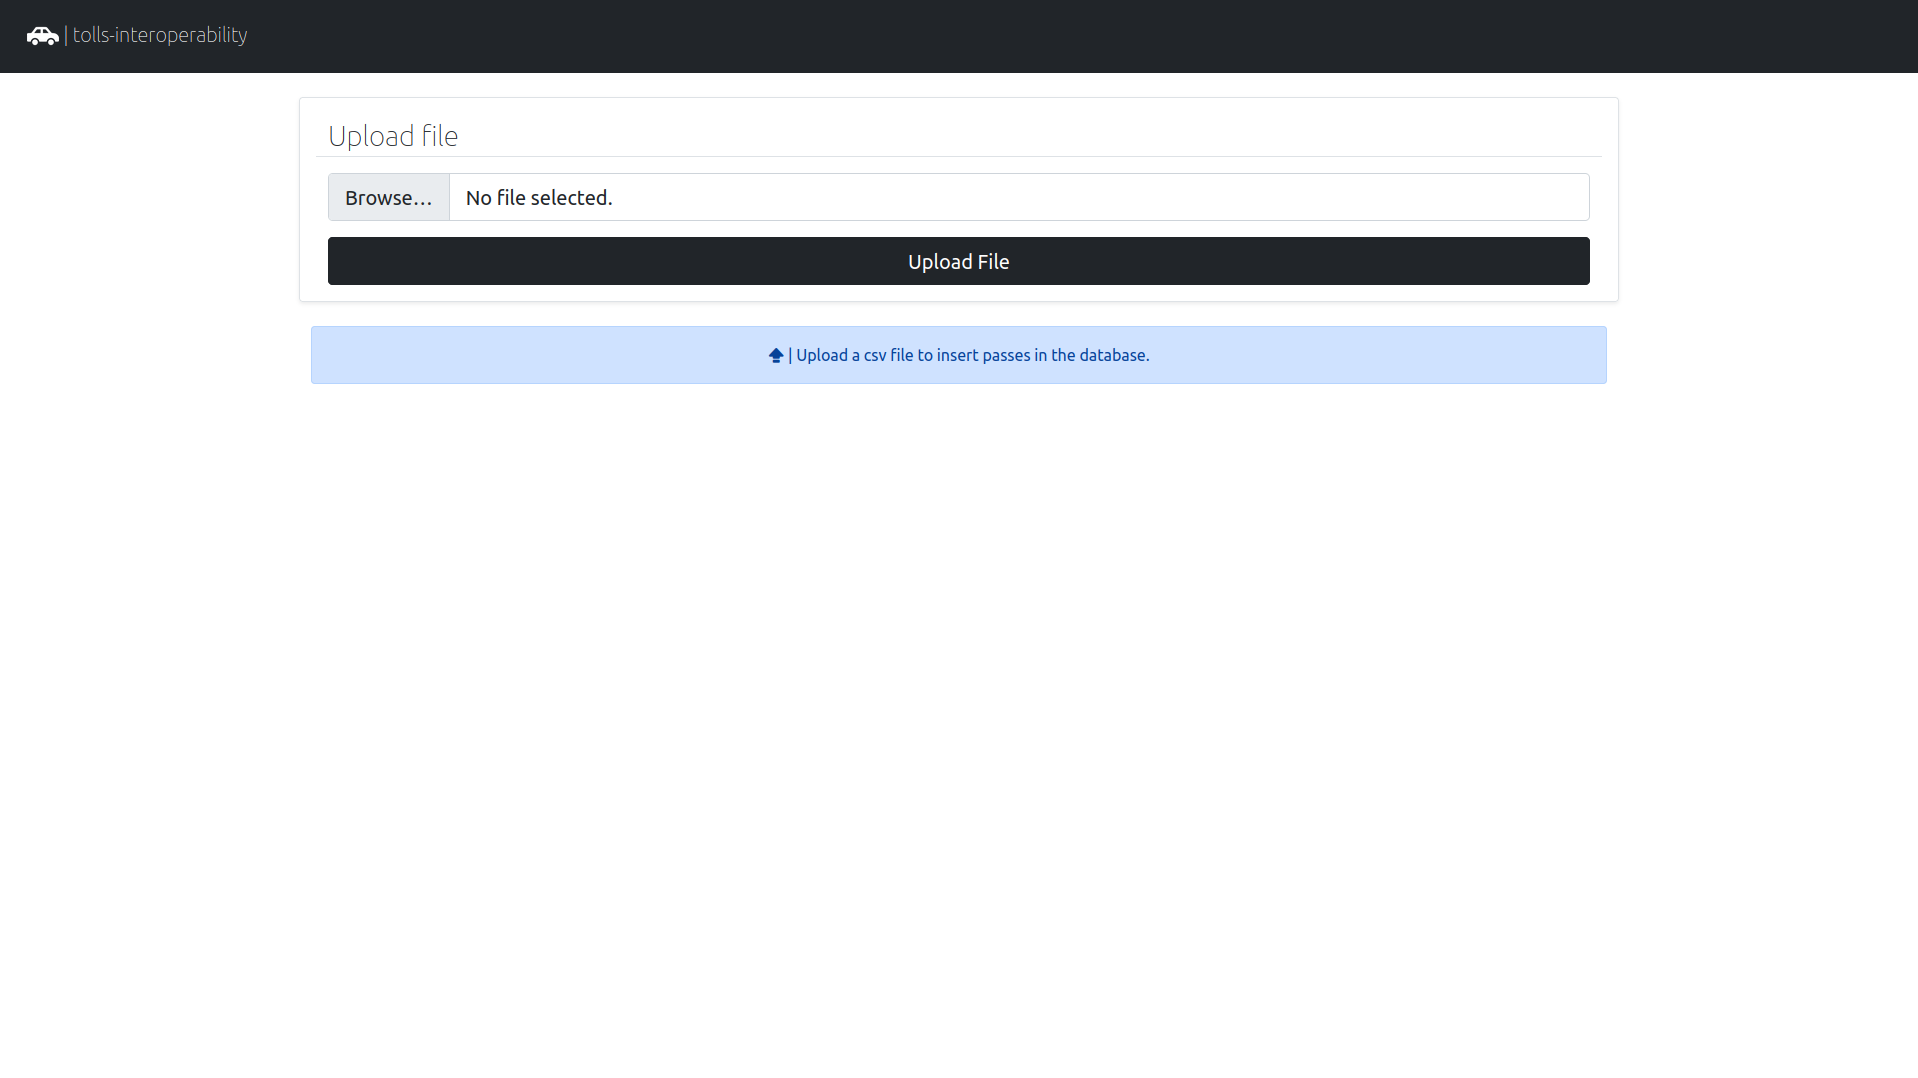 | tolls-interoperability
Upload file
Browse... No file selected.
Upload File
| Upload a csv file to insert passes in the database.